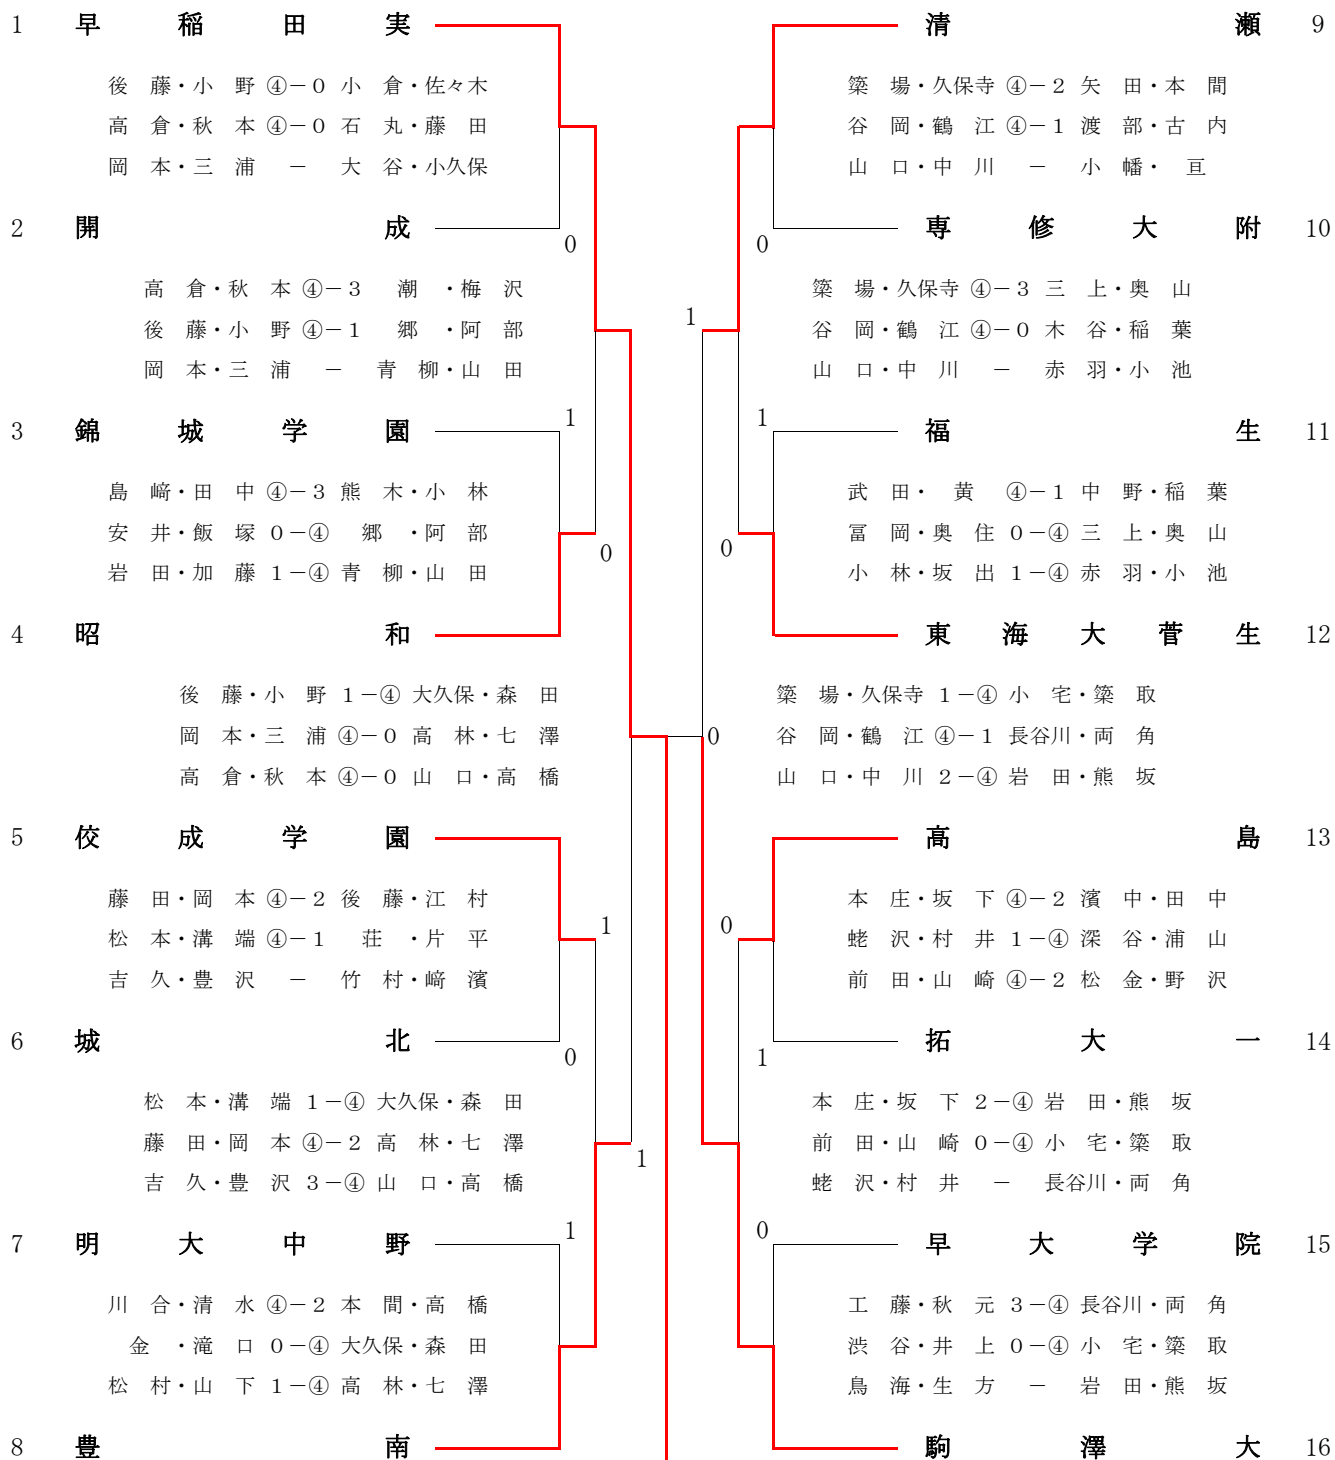 1 早稲田実
後藤・小野 ④－0 小倉・佐々木
高倉・秋本 ④－0 石丸・藤田
岡本・三浦 － 大谷・小久保
2 開成
0
高倉・秋本 ④－3 潮・梅沢
後藤・小野 ④－1 郷・阿部
岡本・三浦 － 青柳・山田
3 錦城学園
1
島﨑・田中 ④－3 熊木・小林
安井・飯塚 0－④ 郷・阿部
岩田・加藤 1－④ 青柳・山田
0
4 昭和
後藤・小野 1－④ 大久保・森田
岡本・三浦 ④－0 高林・七澤
高倉・秋本 ④－0 山口・高橋
5 佼成学園
藤田・岡本 ④－2 後藤・江村
松本・溝端 ④－1 荘・片平
吉久・豊沢 － 竹村・﨑濱
1
6 城北
0
松本・溝端 1－④ 大久保・森田
藤田・岡本 ④－2 高林・七澤
吉久・豊沢 3－④ 山口・高橋
1
7 明大中野
1
川合・清水 ④－2 本間・高橋
金・滝口 0－④ 大久保・森田
松村・山下 1－④ 高林・七澤
8 豊南
清瀬 9
築場・久保寺 ④－2 矢田・本間
谷岡・鶴江 ④－1 渡部・古内
山口・中川 － 小幡・亘
専修大附 10
0
築場・久保寺 ④－3 三上・奥山
谷岡・鶴江 ④－0 木谷・稲葉
山口・中川 － 赤羽・小池
1
福生 11
1
武田・黄 ④－1 中野・稲葉
冨岡・奥住 0－④ 三上・奥山
小林・坂出 1－④ 赤羽・小池
0
東海大菅生 12
築場・久保寺 1－④ 小宅・簗取
谷岡・鶴江 ④－1 長谷川・両角
山口・中川 2－④ 岩田・熊坂
0
高島 13
本庄・坂下 ④－2 濱中・田中
蛯沢・村井 1－④ 深谷・浦山
前田・山崎 ④－2 松金・野沢
0
拓大一 14
1
本庄・坂下 2－④ 岩田・熊坂
前田・山崎 0－④ 小宅・簗取
蛯沢・村井 － 長谷川・両角
早大学院 15
0
工藤・秋元 3－④ 長谷川・両角
渋谷・井上 0－④ 小宅・簗取
鳥海・生方 － 岩田・熊坂
駒澤大 16